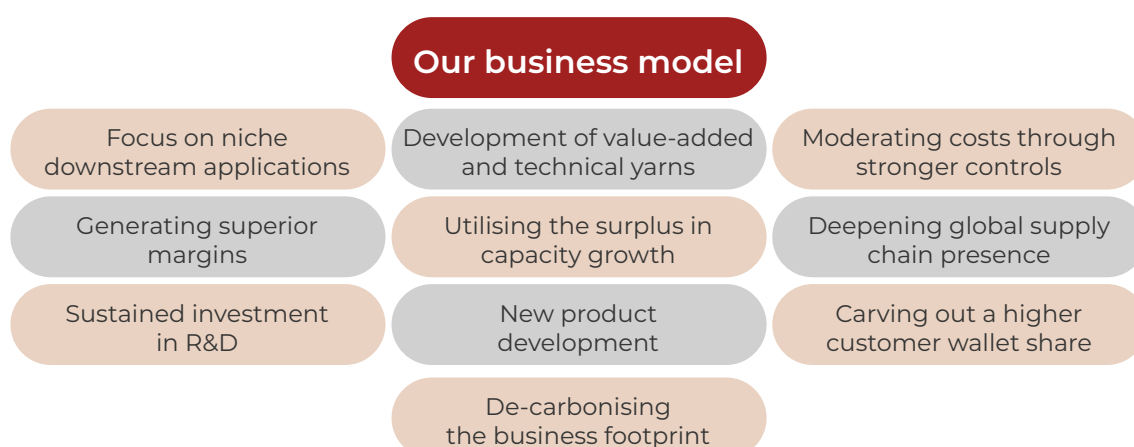 Our business model
Focus on niche
downstream applications
Development of value-added
and technical yarns
Moderating costs through
stronger controls
Generating superior
margins
Utilising the surplus in
capacity growth
Deepening global supply
chain presence
Sustained investment
in R&D
New product
development
Carving out a higher
customer wallet share
De-carbonising
the business footprint